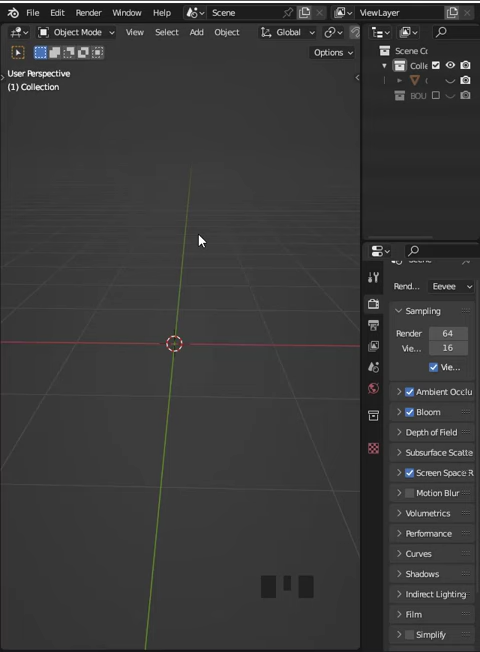 File Edit Render Window Help Scene ViewLayer
Object Mode View Select Add Object Global
Options
User Perspective
(1) Collection
Scene Cc
Colle
BOU
Scene
Rend... Eevee
Sampling
Render 64
Vie... 16
Vie...
Ambient Occlu
Bloom
Depth of Field
Subsurface Scatte
Screen Space R
Motion Blur
Volumetrics
Performance
Curves
Shadows
Indirect Lighting
Film
Simplify